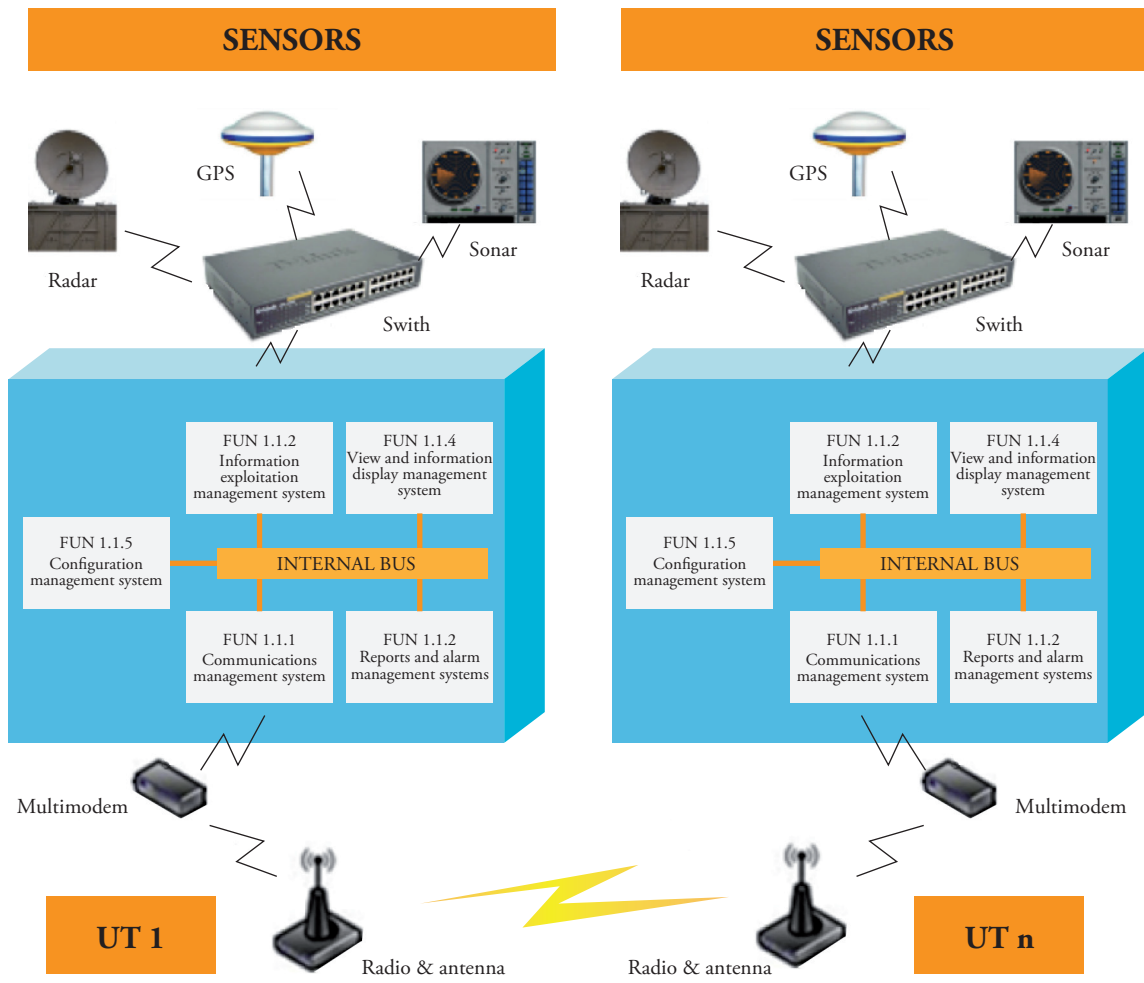 SENSORS
SENSORS
GPS
Radar
Sonar
Swith
GPS
Radar
Sonar
Swith
FUN 1.1.2
Information
exploitation
management system
FUN 1.1.4
View and information
display management
system
FUN 1.1.5
Configuration
management system
INTERNAL BUS
FUN 1.1.1
Communications
management system
FUN 1.1.2
Reports and alarm
management systems
FUN 1.1.2
Information
exploitation
management system
FUN 1.1.4
View and information
display management
system
FUN 1.1.5
Configuration
management system
INTERNAL BUS
FUN 1.1.1
Communications
management system
FUN 1.1.2
Reports and alarm
management systems
Multimodem
Multimodem
UT 1
Radio & antenna
Radio & antenna
UT n